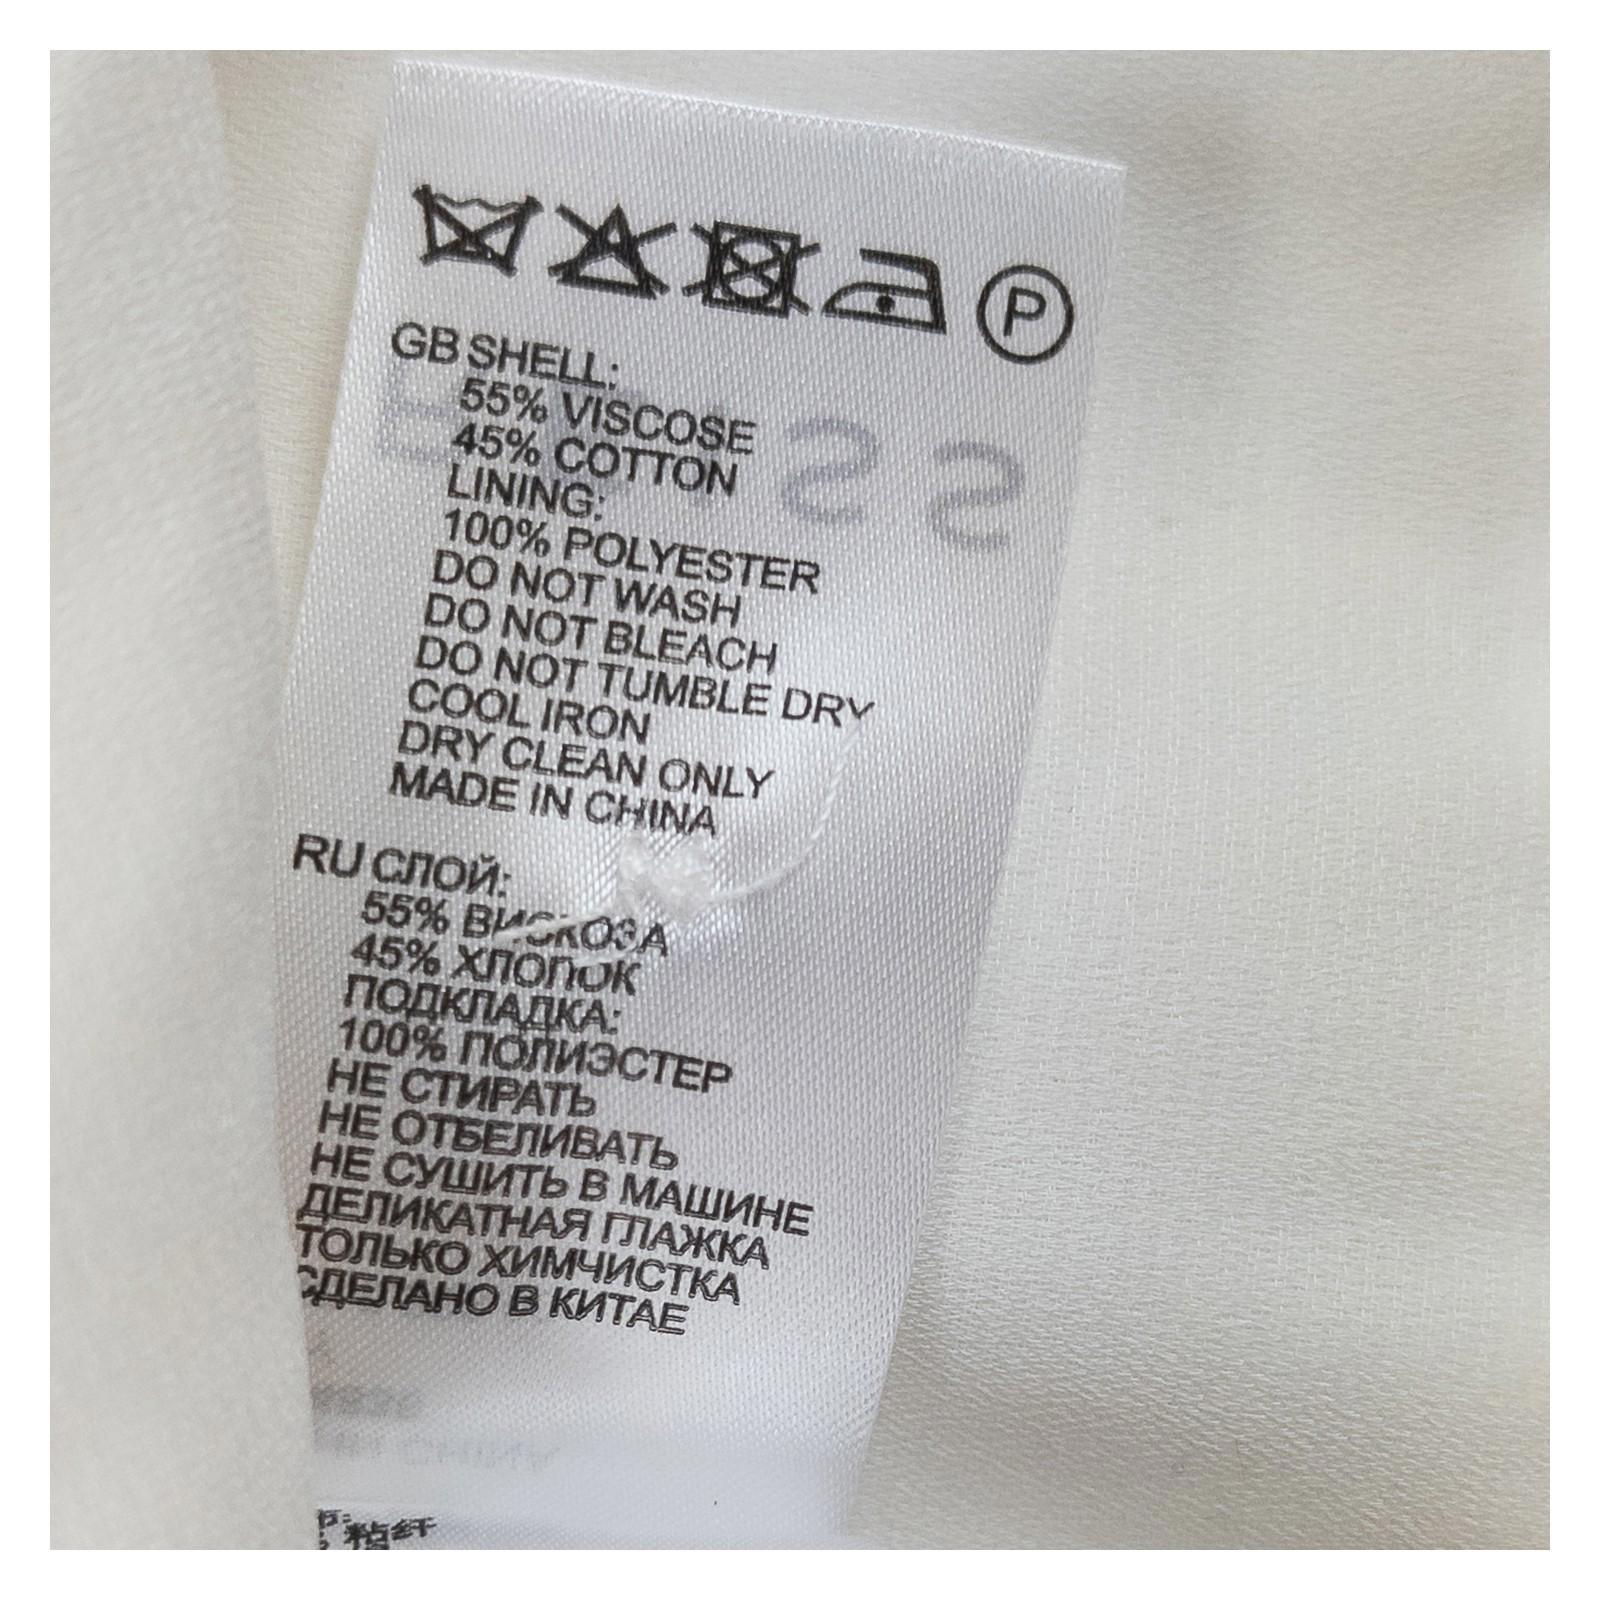 P
GB SHELL:
55% VISCOSE
45% COTTON
LINING:
100% POLYESTER
DO NOT WASH
DO NOT BLEACH
DO NOT TUMBLE DRY
COOL IRON
DRY CLEAN ONLY
MADE IN CHINA
RU СЛОЙ:
55% ВИСКОЗА
45% ХЛОПОК
ПОДКЛАДКА:
100% ПОЛИЭСТЕР
НЕ СТИРАТЬ
НЕ ОТБЕЛИВАТЬ
НЕ СУШИТЬ В МАШИНЕ
ДЕЛИКАТНАЯ ГЛАЖКА
ТОЛЬКО ХИМЧИСТКА
СДЕЛАНО В КИТАЕ
粘纤